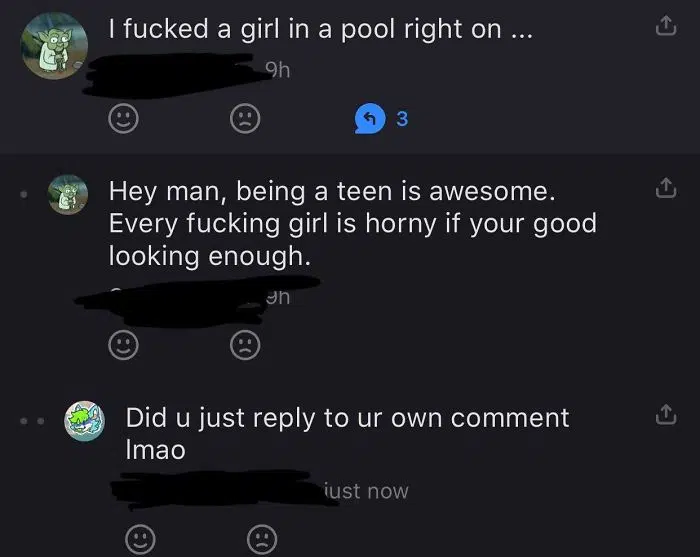 I fucked a girl in a pool right on ...
9h
3
Hey man, being a teen is awesome.
Every fucking girl is horny if your good
looking enough.
9h
Did u just reply to ur own comment
lmao
just now